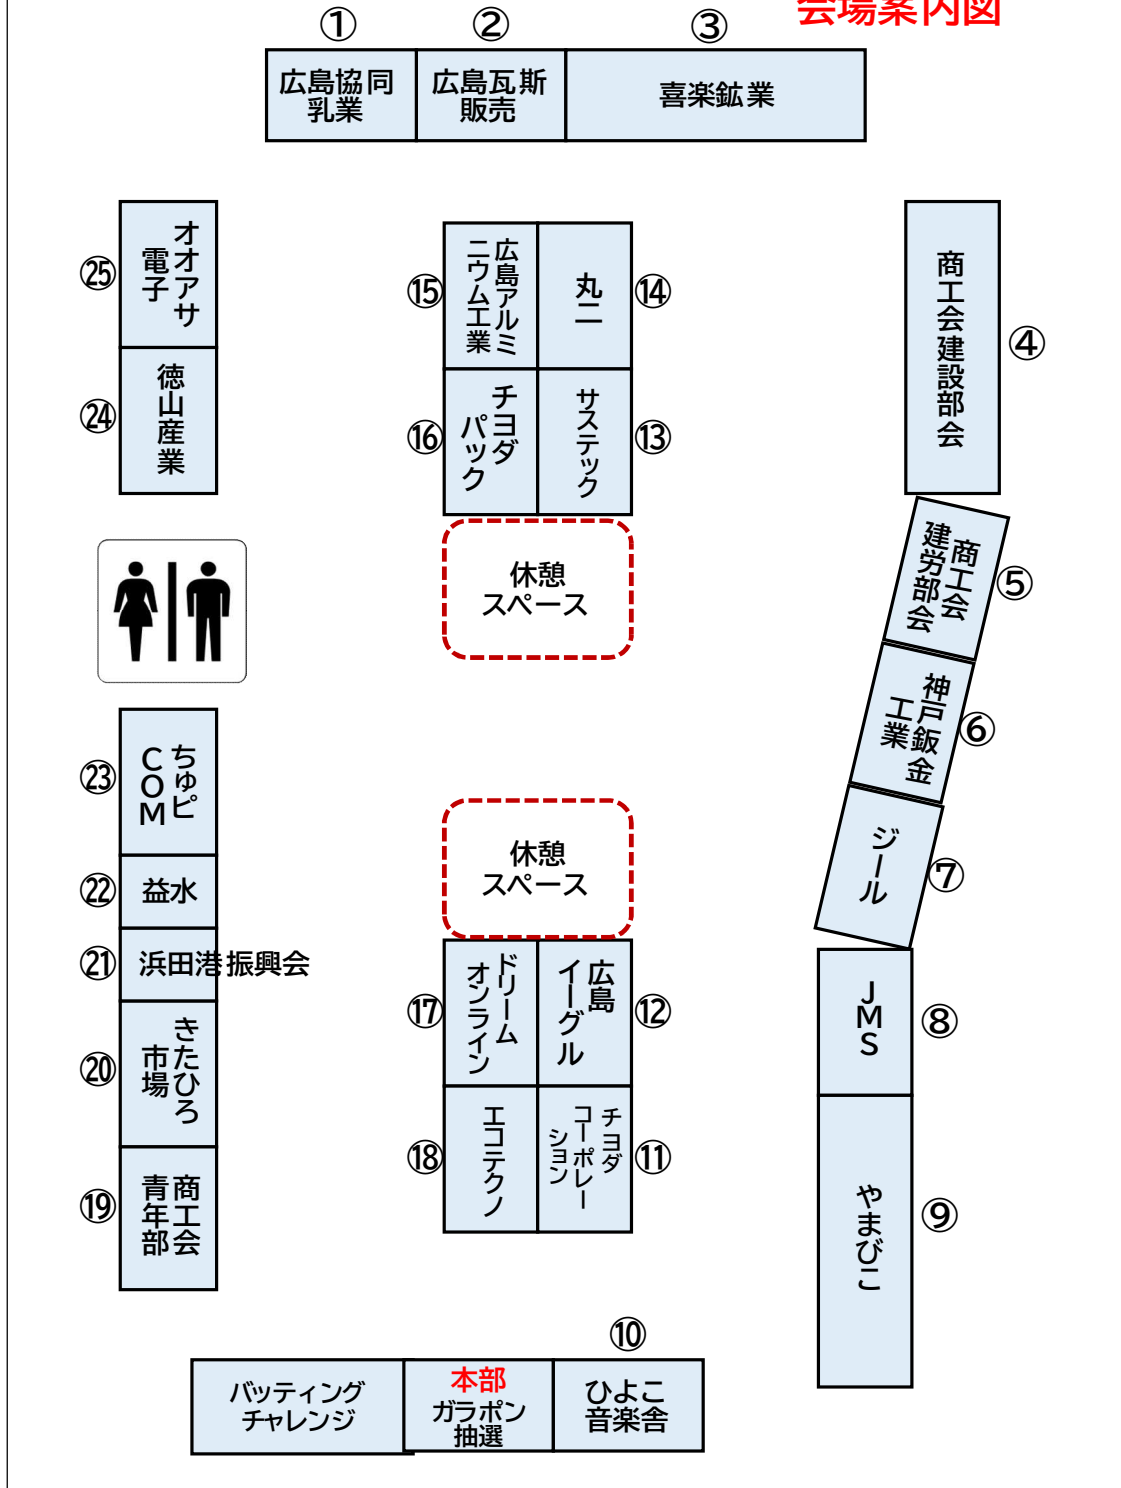 会場案内図
①
②
③
広島協同
乳業
広島瓦斯
販売
喜楽鉱業
④
商工会建設部会
⑤
商工会
建労部会
⑥
神戸鈑金
工業
⑦
ジール
⑧
JMS
⑨
やまびこ
⑩
ひよこ
音楽舎
本部
ガラポン
抽選
バッティング
チャレンジ
⑪
チヨダ
コーポレー
ション
⑫
広島
イーグル
⑬
サステック
⑭
丸二
⑮
広島アルミ
ニウム工業
⑯
チヨダ
パック
休憩
スペース
休憩
スペース
⑰
ドリーム
オンライン
⑱
エコテクノ
⑲
商工会
青年部
⑳
きたひろ
市場
㉑
浜田港振興会
㉒
益水
㉓
ちゅピ
COM
㉔
徳山産業
㉕
オオアサ
電子